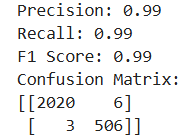 Precision: 0.99
Recall: 0.99
F1 Score: 0.99
Confusion Matrix:
[[2020    6]
 [   3  506]]